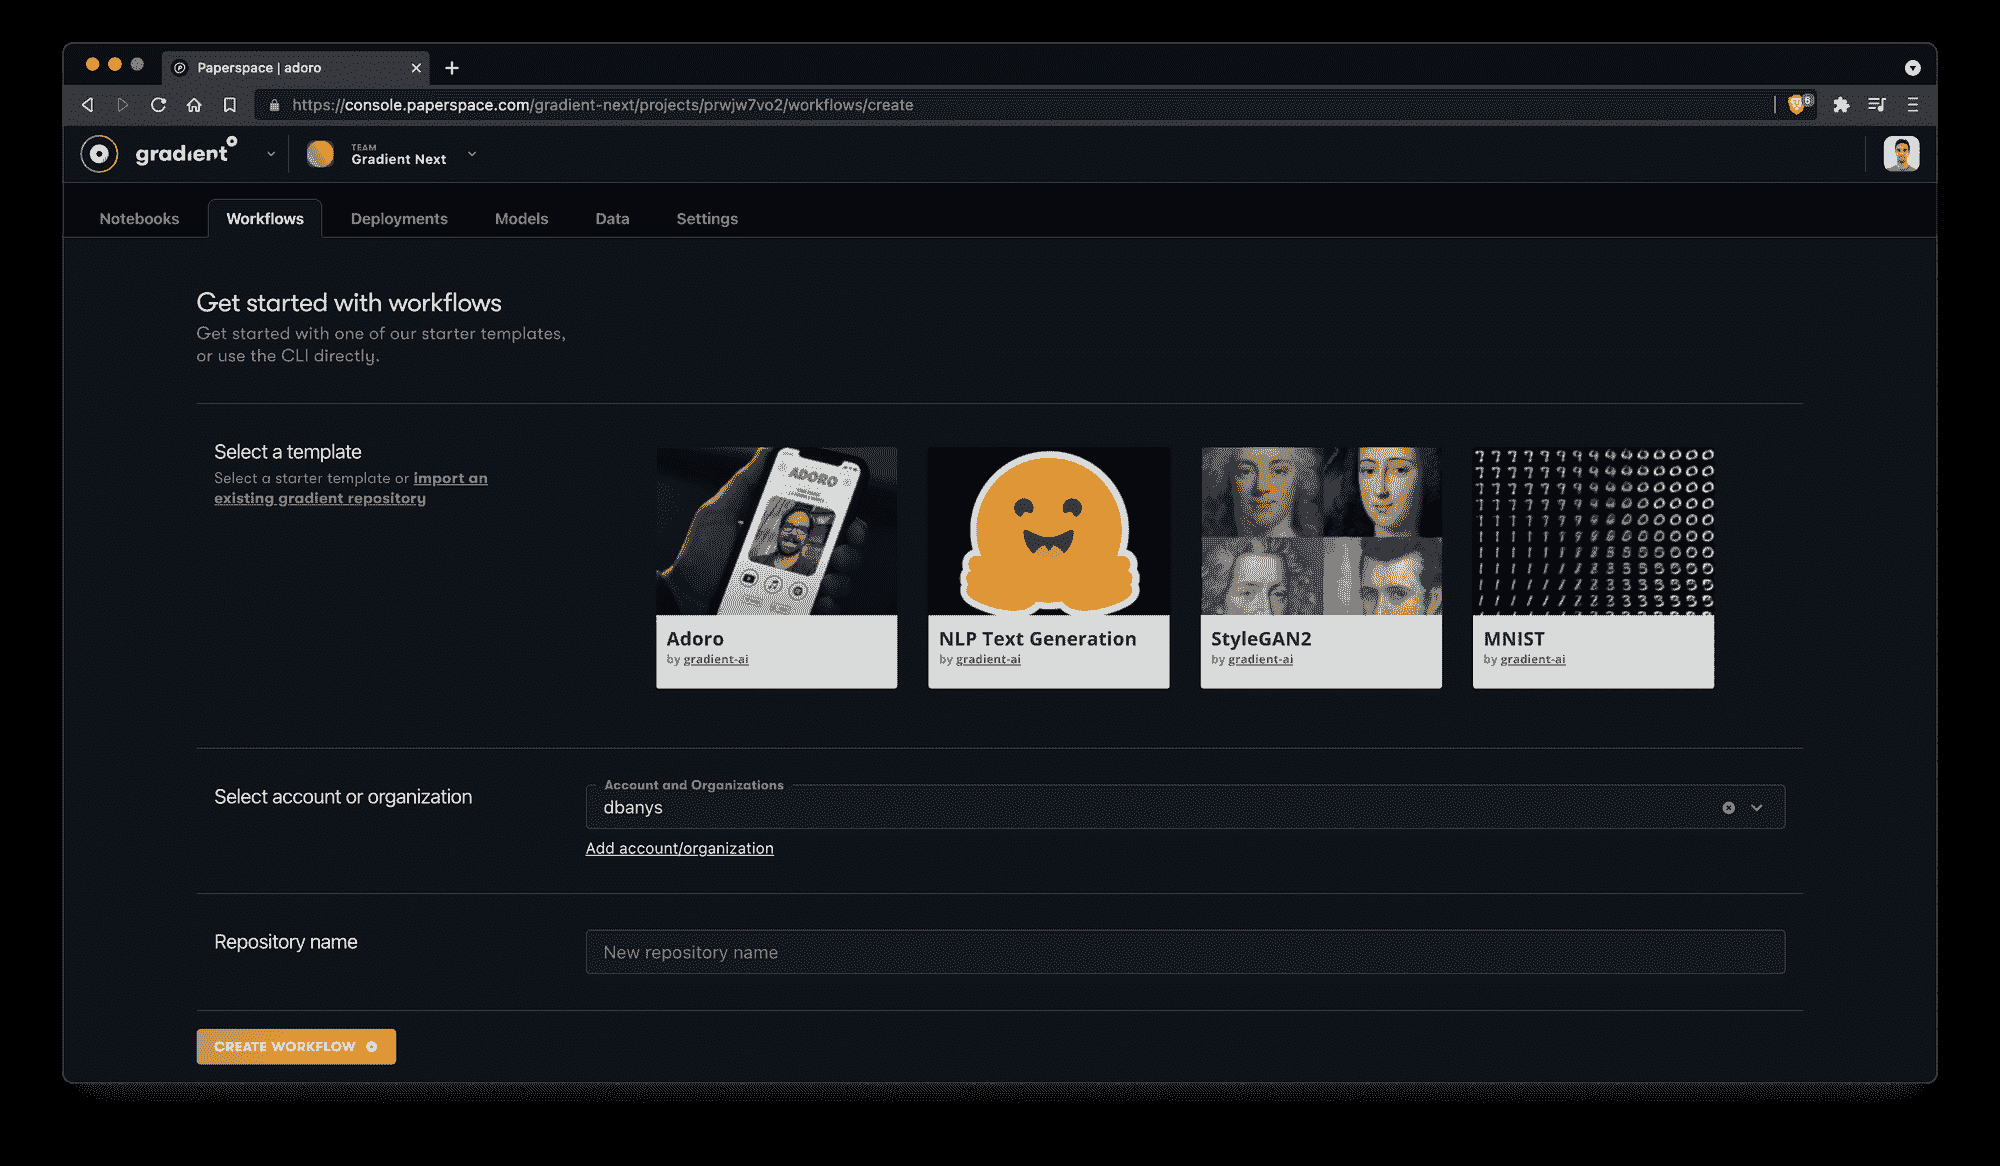 Paperspace | adoro
https://console.paperspace.com/gradient-next/projects/prwjw7vo2/workflows/create
8
gradient
TEAM
Gradient Next
Notebooks
Workflows
Deployments
Models
Data
Settings
Get started with workflows
Get started with one of our starter templates,
or use the CLI directly.
Select a template
Select a starter template or import an
existing gradient repository
ADORO
Adoro
by gradient-ai
NLP Text Generation
by gradient-ai
StyleGAN2
by gradient-ai
MNIST
by gradient-ai
Select account or organization
Account and Organizations
dbanys
Add account/organization
Repository name
New repository name
CREATE WORKFLOW